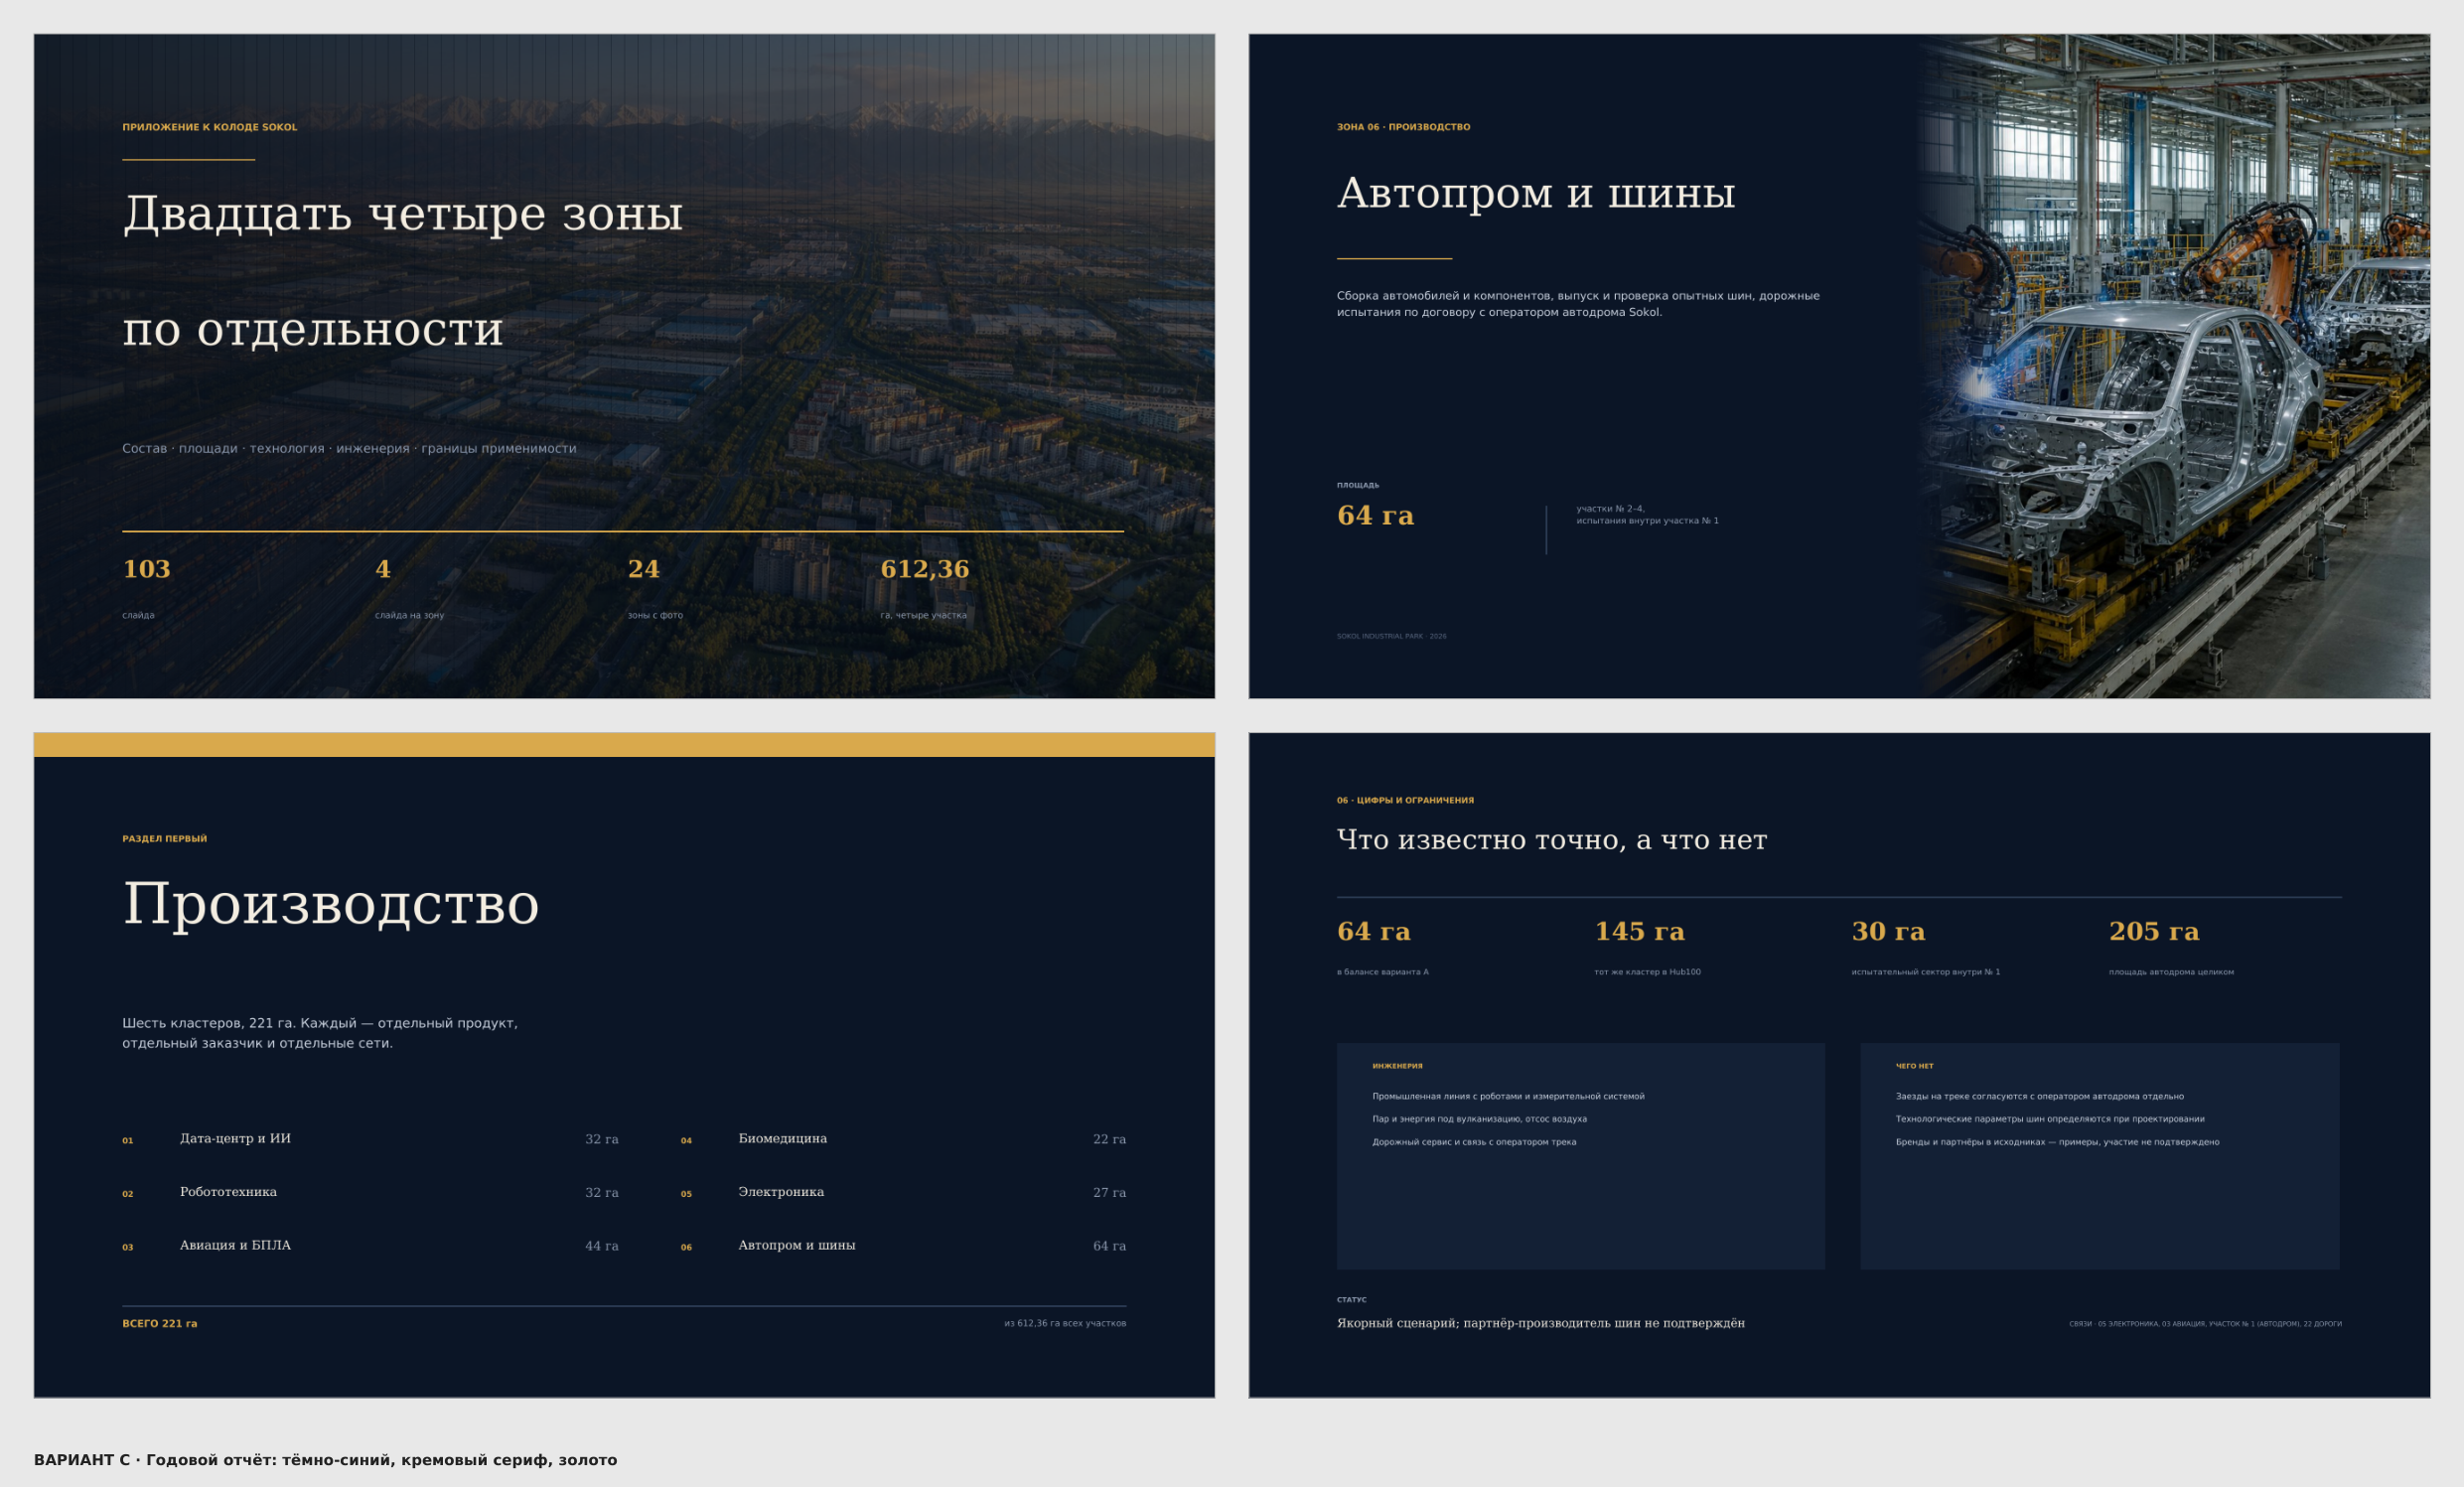 ПРИЛОЖЕНИЕ К КОЛОДЕ SOKOL
Двадцать четыре зоны
по отдельности
Состав · площади · технология · инженерия · границы применимости
103
слайда
4
слайда на зону
24
зоны с фото
612,36
га, четыре участка
ЗОНА 06 · ПРОИЗВОДСТВО
Автопром и шины
Сборка автомобилей и компонентов, выпуск и проверка опытных шин, дорожные
испытания по договору с оператором автодрома Sokol.
ПЛОЩАДЬ
64 га
участки № 2–4,
испытания внутри участка № 1
SOKOL INDUSTRIAL PARK · 2026
РАЗДЕЛ ПЕРВЫЙ
Производство
Шесть кластеров, 221 га. Каждый — отдельный продукт,
отдельный заказчик и отдельные сети.
01 Дата-центр и ИИ 32 га
02 Робототехника 32 га
03 Авиация и БПЛА 44 га
04 Биомедицина 22 га
05 Электроника 27 га
06 Автопром и шины 64 га
ВСЕГО 221 га
из 612,36 га всех участков
06 · ЦИФРЫ И ОГРАНИЧЕНИЯ
Что известно точно, а что нет
64 га
в балансе варианта А
145 га
тот же кластер в Hub100
30 га
испытательный сектор внутри № 1
205 га
площадь автодрома целиком
ИНЖЕНЕРИЯ
Промышленная линия с роботами и измерительной системой
Пар и энергия под вулканизацию, отсос воздуха
Дорожный сервис и связь с оператором трека
ЧЕГО НЕТ
Заезды на треке согласуются с оператором автодрома отдельно
Технологические параметры шин определяются при проектировании
Бренды и партнёры в исходниках — примеры, участие не подтверждено
СТАТУС
Якорный сценарий; партнёр-производитель шин не подтверждён
СВЯЗИ · 05 ЭЛЕКТРОНИКА, 03 АВИАЦИЯ, УЧАСТОК № 1 (АВТОДРОМ), 22 ДОРОГИ
ВАРИАНТ C · Годовой отчёт: тёмно-синий, кремовый сериф, золото